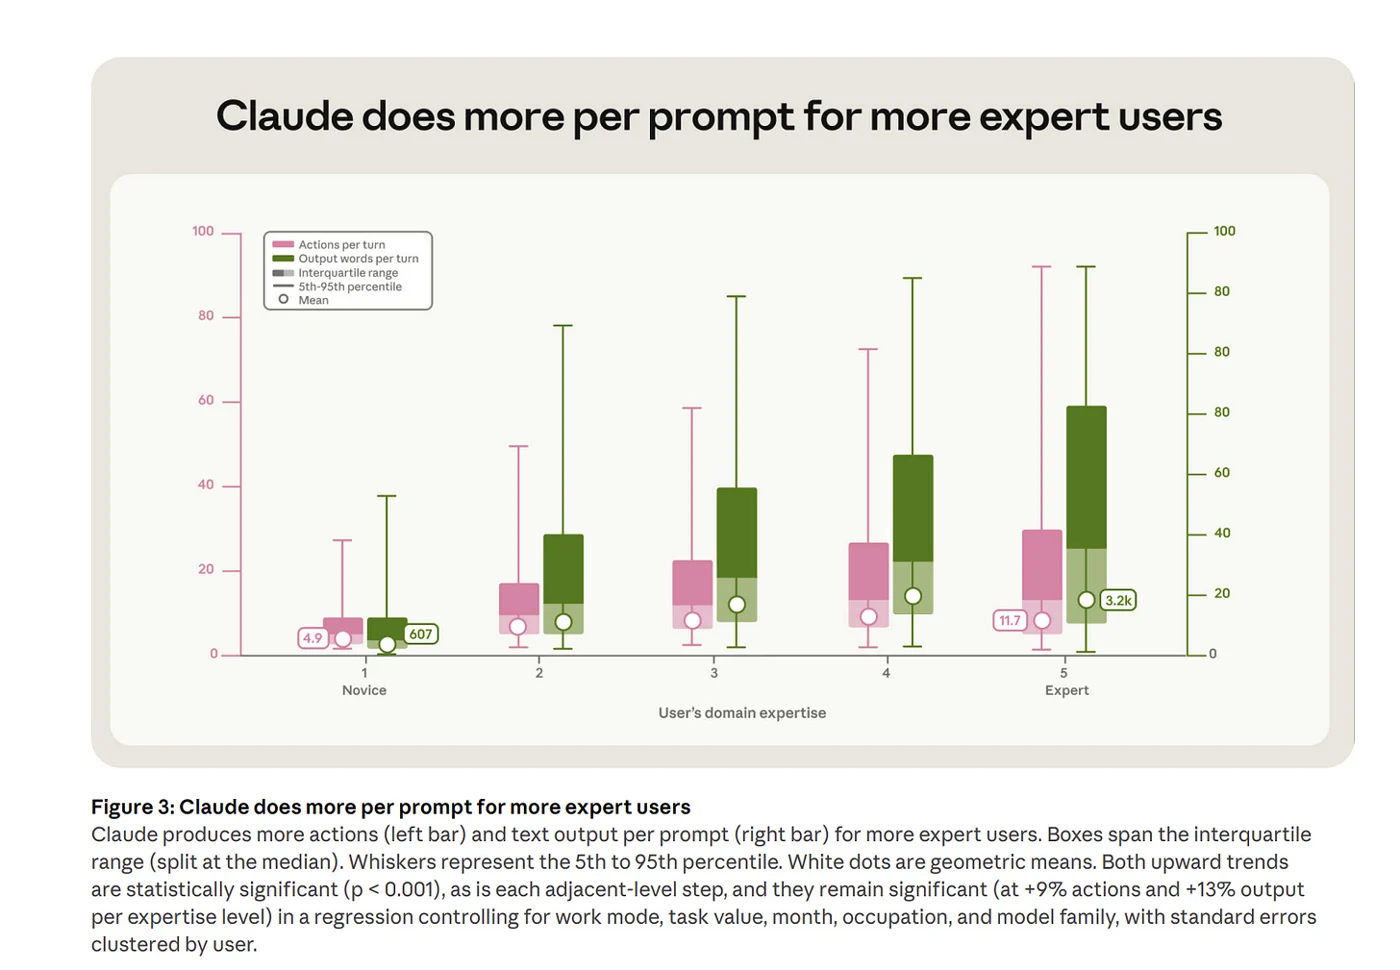 Claude does more per prompt for more expert users
100
80
60
40
20
0
Actions per turn
Output words per turn
Interquartile range
5th-95th percentile
Mean
100
80
80
80
60
40
20
0
4.9
607
11.7
3.2k
1
2
3
4
5
Novice
Expert
User's domain expertise
Figure 3: Claude does more per prompt for more expert users
Claude produces more actions (left bar) and text output per prompt (right bar) for more expert users. Boxes span the interquartile
range (split at the median). Whiskers represent the 5th to 95th percentile. White dots are geometric means. Both upward trends
are statistically significant (p < 0.001), as is each adjacent-level step, and they remain significant (at +9% actions and +13% output
per expertise level) in a regression controlling for work mode, task value, month, occupation, and model family, with standard errors
clustered by user.